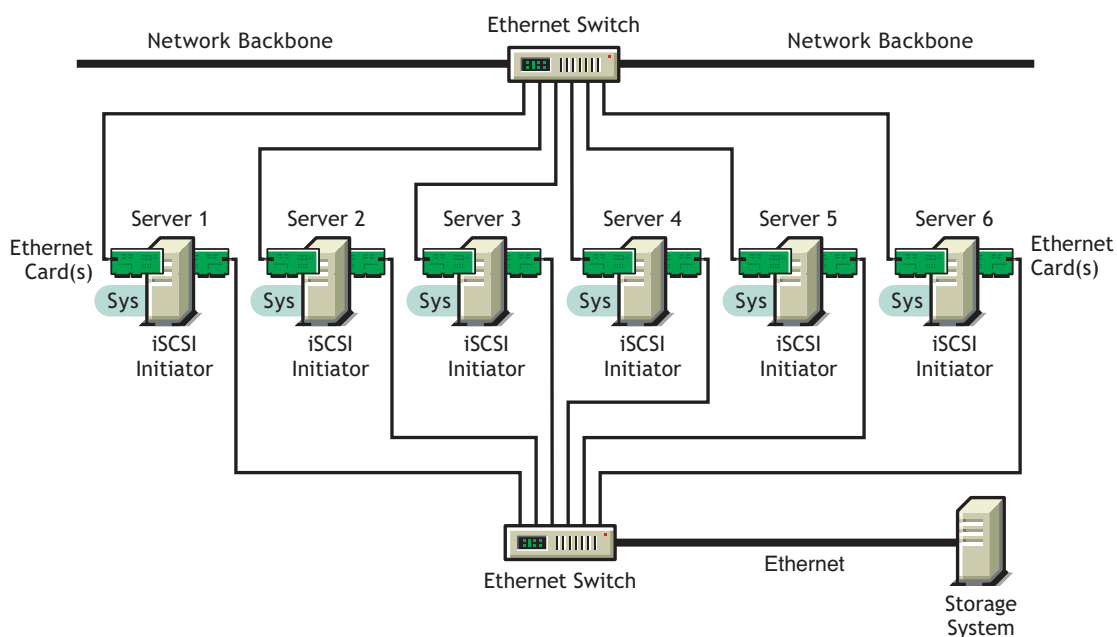 Ethernet Switch
Network Backbone
Network Backbone
Server 1
Server 2
Server 3
Server 4
Server 5
Server 6
Ethernet
Card(s)
Ethernet
Card(s)
Sys
Sys
Sys
Sys
Sys
Sys
iSCSI
Initiator
iSCSI
Initiator
iSCSI
Initiator
iSCSI
Initiator
iSCSI
Initiator
iSCSI
Initiator
Ethernet Switch
Ethernet
Storage
System